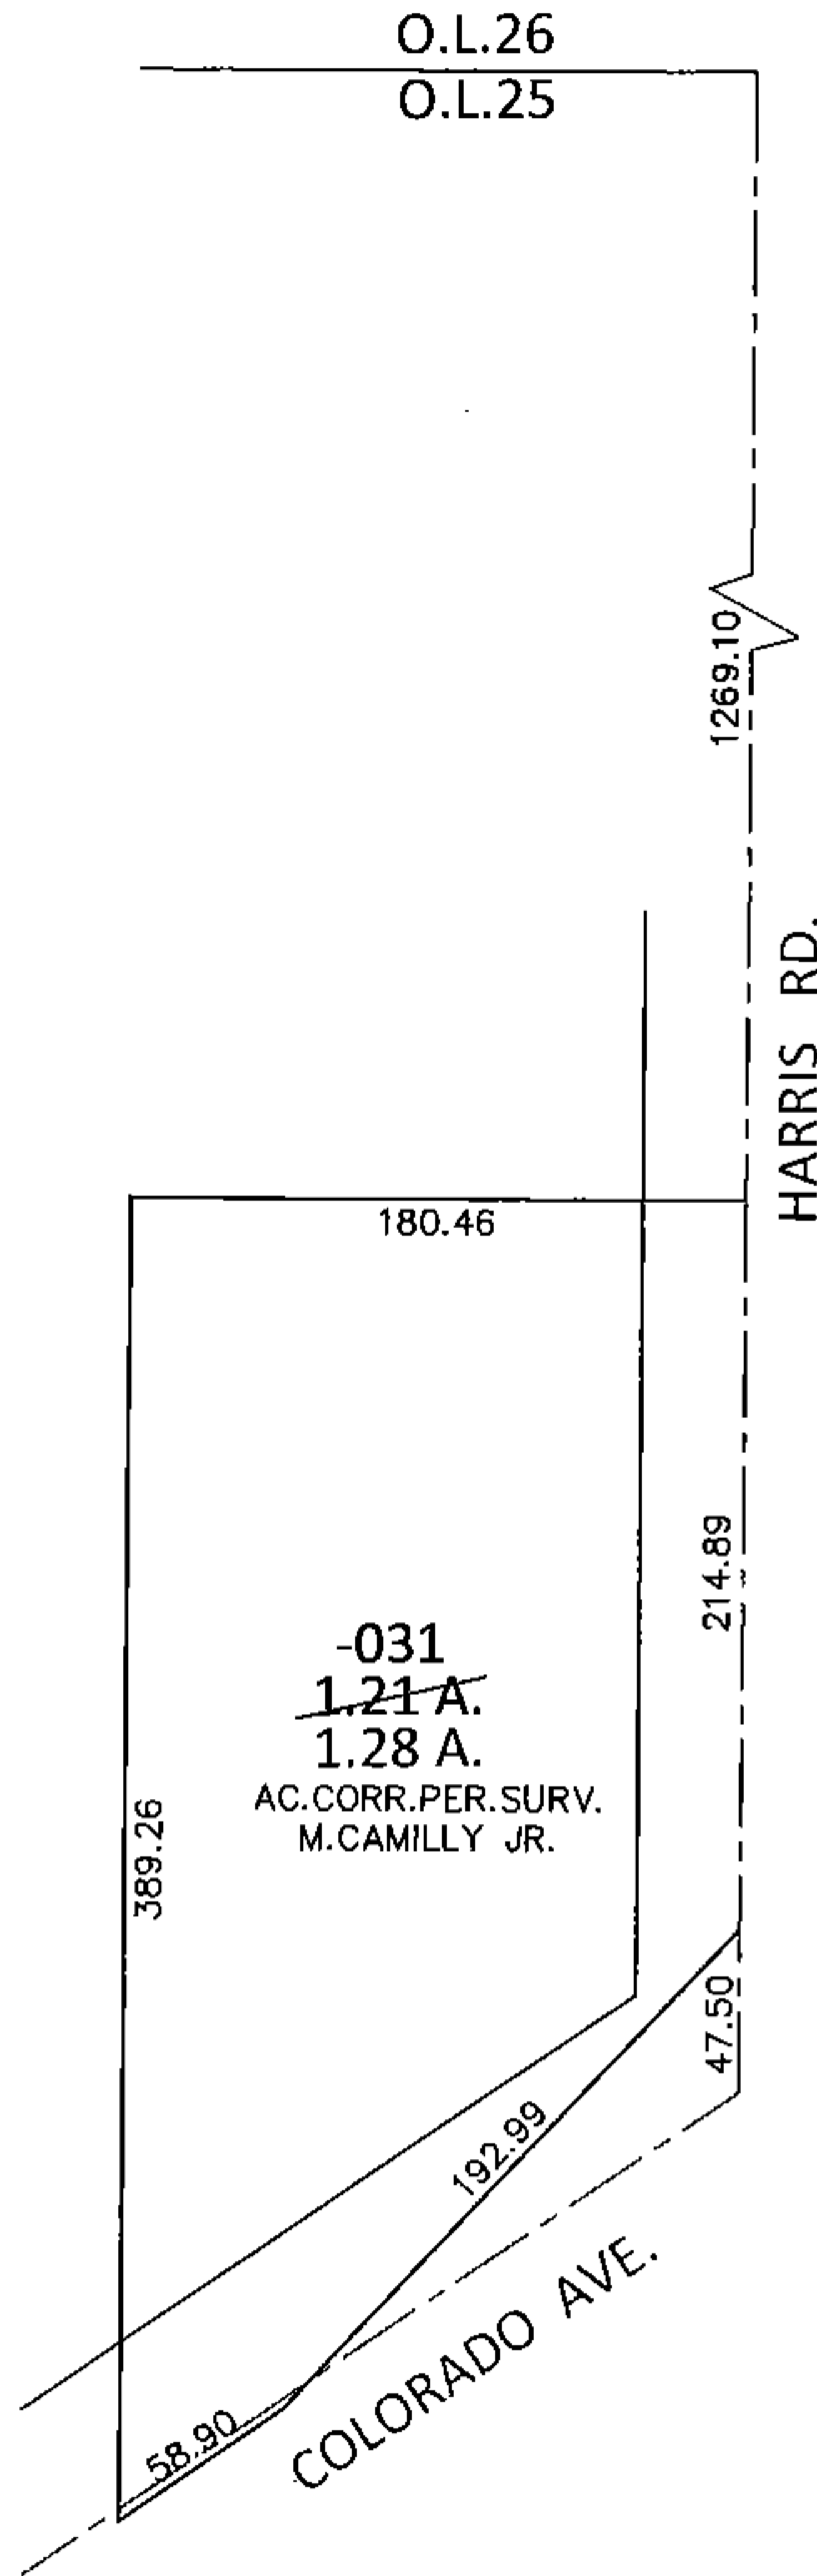 O.L.26
O.L.25
1269.10
HARRIS RD.
180.46
214.89
-031
1.21 A.
1.28 A.
AC.CORR.PER.SURV.
M.CAMILLY JR.
389.26
47.50
192.99
58.90
COLORADO AVE.